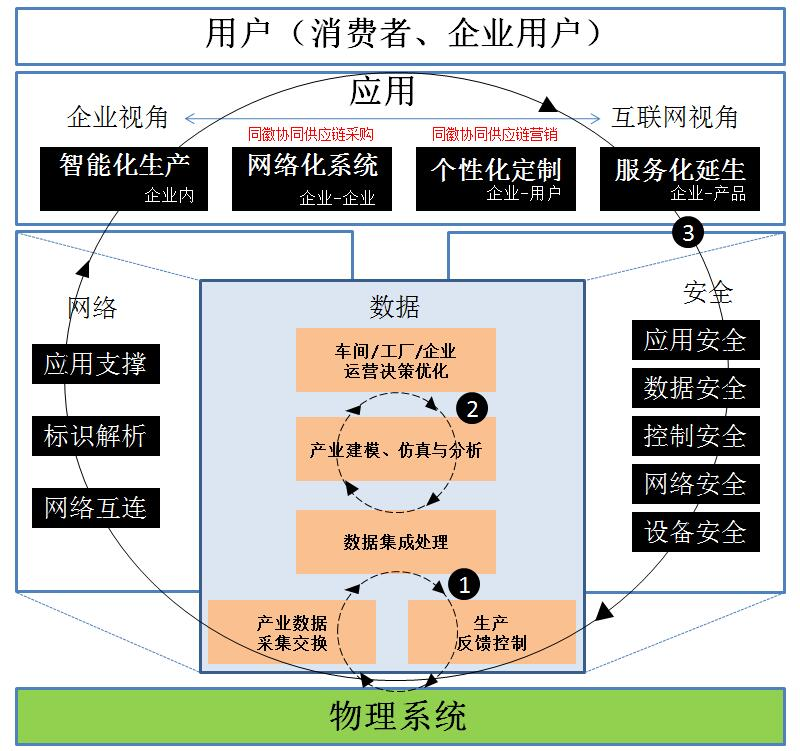 用户（消费者、企业用户）
应用
企业视角
互联网视角
同徽协同供应链采购
同徽协同供应链营销
智能化生产
企业内
网络化系统
企业-企业
个性化定制
企业-用户
服务化延生
企业-产品
3
网络
应用支撑
标识解析
网络互连
数据
车间/工厂/企业
运营决策优化
2
产业建模、仿真与分析
数据集成处理
1
产业数据
采集交换
生产
反馈控制
安全
应用安全
数据安全
控制安全
网络安全
设备安全
物理系统